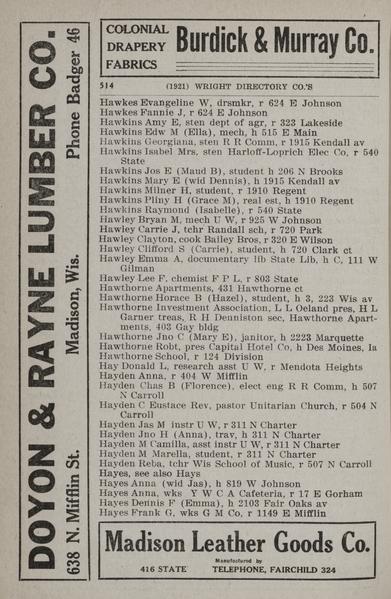 COLONIAL
DRAPERY
FABRICS
Burdick & Murray Co.
514 (1921) WRIGHT DIRECTORY CO.'S
Hawkes Evangeline W, drsmkr, r 624 E Johnson
Hawkes Fannie J, r 624 E Johnson
Hawkins Amy E, sten dept of agr, r 323 Lakeside
Hawkins Edw M (Ella), mech, h 515 E Main
Hawkins Georgiana, sten R R Comm, r 1915 Kendall av
Hawkins Isabel Mrs, sten Harloff-Loprich Elec Co, r 540
State
Hawkins Jos E (Maud B), student h 206 N Brooks
Hawkins Mary E (wid Dennis), h 1915 Kendall av
Hawkins Milner H, student, r 1910 Regent
Hawkins Pliny H (Grace M), real est, h 1910 Regent
Hawkins Raymond (Isabelle), r 540 State
Hawley Bryan M, mech U W, r 925 W Johnson
Hawley Carrie J, tchr Randall sch, r 720 Park
Hawley Clayton, cook Bailey Bros, r 320 E Wilson
Hawley Clifford S (Carrie), student, h 720 Clark ct
Hawley Emma A, documentary lib State Lib, h C, 111 W
Gilman
Hawley Lee F, chemist F P L, r 803 State
Hawthorne Apartments, 431 Hawthorne ct
Hawthorne Horace B (Hazel), student, h 3, 223 Wis av
Hawthorne Investment Association, L L Oeland pres, H L
Garner treas, R H Denniston sec, Hawthorne Apart-
ments, 403 Gay bldg
Hawthorne Jno C (Mary E), janitor, h 2223 Marquette
Hawthorne Robt, pres Capital Hotel Co, h Des Moines, Ia
Hawthorne School, r 124 Division
Hay Donald L, research asst U W, r Mendota Heights
Hayden Anna, r 404 W Mifflin
Hayden Chas B (Florence), elect eng R R Comm, h 507
N Carroll
Hayden C Eustace Rev, pastor Unitarian Church, r 504 N
Carroll
Hayden Jas M instr U W, r 311 N Charter
Hayden Jno H (Anna), trav, h 311 N Charter
Hayden M Camilla, asst instr U W, r 311 N Charter
Hayden M Marella, student, r 311 N Charter
Hayden Reba, tchr Wis School of Music, r 507 N Carroll
Hayes, see also Hays
Hayes Anna (wid Jas), h 819 W Johnson
Hayes Anna, wks Y W C A Cafeteria, r 17 E Gorham
Hayes Dennis F (Emma), h 2103 Fair Oaks av
Hayes Frank G, wks G M Co, r 1149 E Mifflin
Madison Leather Goods Co.
Manufactured by
416 STATE TELEPHONE, FAIRCHILD 324
DOYON & RAYNE LUMBER CO.
638 N. Mifflin St. Madison, Wis. Phone Badger 46